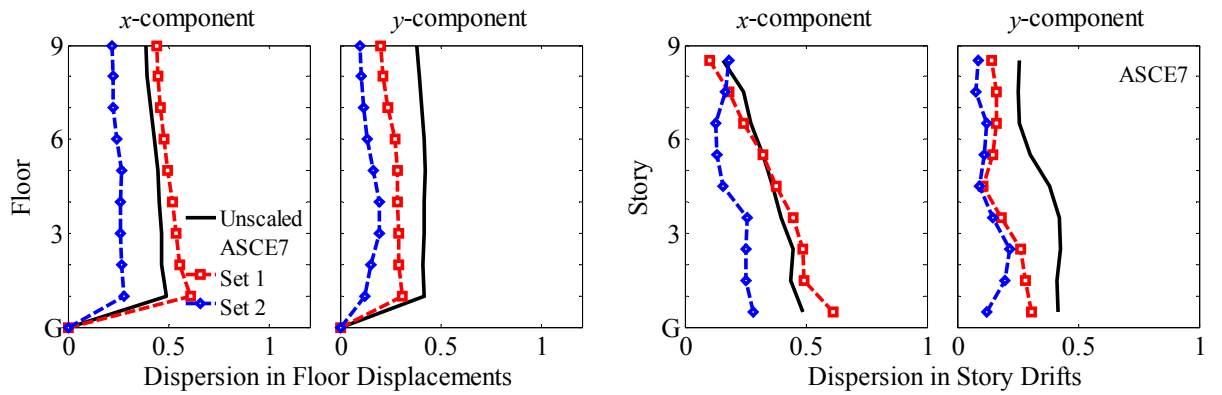 x-component
y-component
x-component
y-component
9
6
3
G
Floor
Unscaled
ASCE7
Set 1
Set 2
0
0.5
1
0
0.5
1
Dispersion in Floor Displacements
9
6
3
G
Story
ASCE7
0
0.5
1
0
0.5
1
Dispersion in Story Drifts